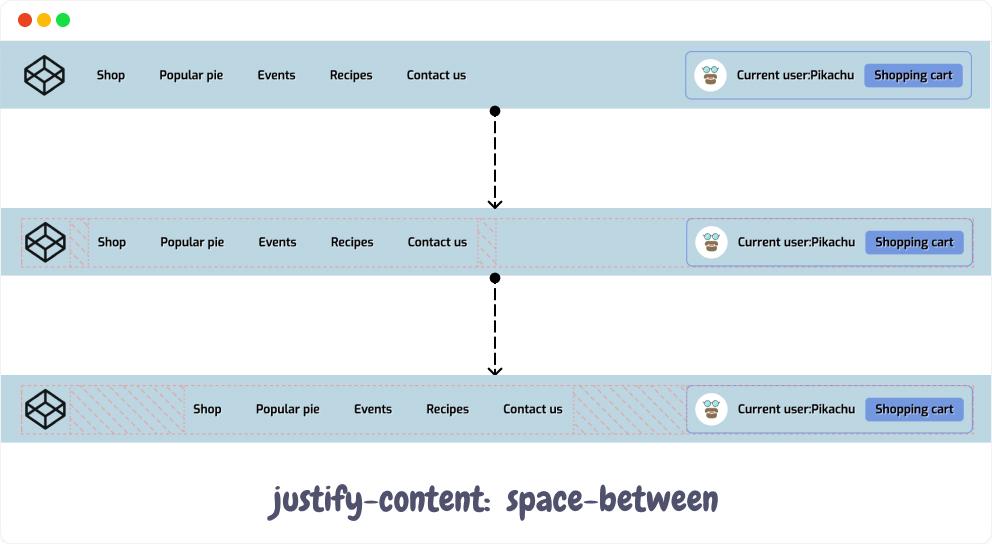 Shop Popular pie Events Recipes Contact us Current user:Pikachu Shopping cart
Shop Popular pie Events Recipes Contact us Current user:Pikachu Shopping cart
Shop Popular pie Events Recipes Contact us Current user:Pikachu Shopping cart
justify-content: space-between